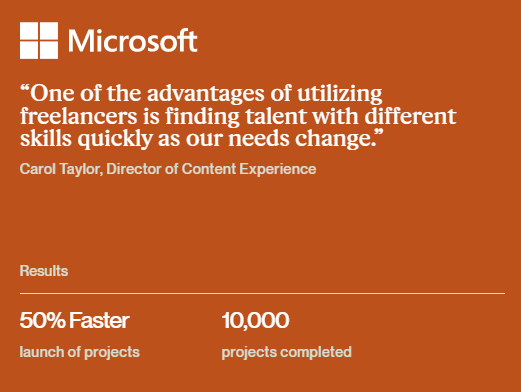 Microsoft
“One of the advantages of utilizing
freelancers is finding talent with different
skills quickly as our needs change.”
Carol Taylor, Director of Content Experience
Results
50% Faster
10,000
launch of projects
projects completed